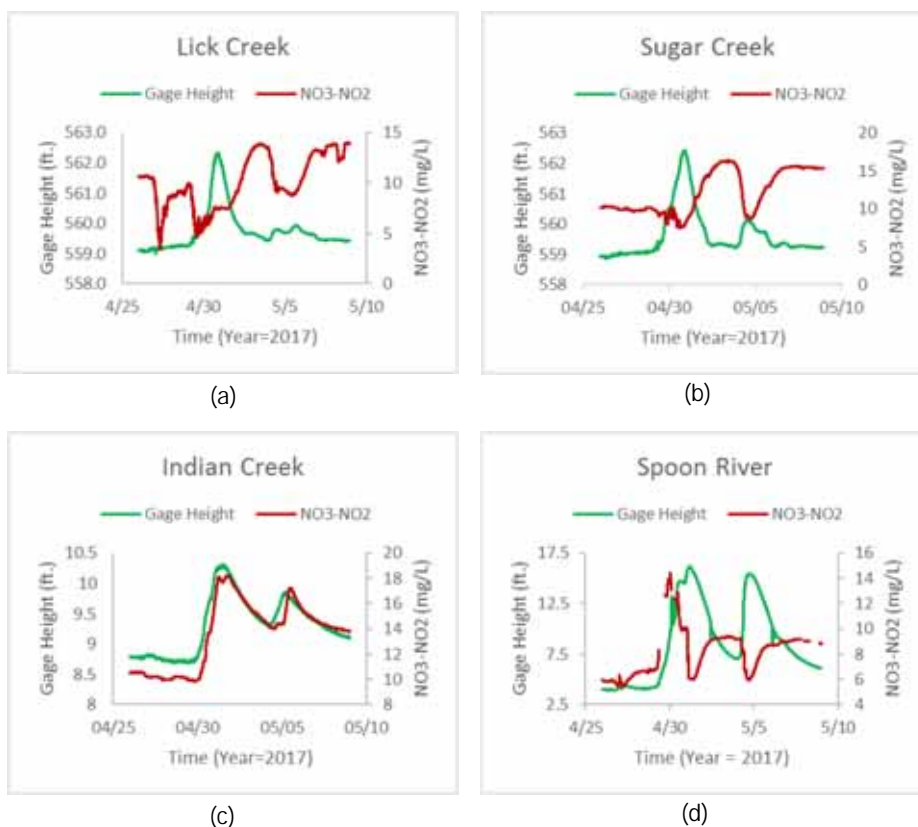 Lick Creek
Gage Height NO3-NO2
563.0
562.0
561.0
560.0
559.0
558.0
Gage Height (ft.)
15
10
5
0
NO3-NO2 (mg/L)
4/25 4/30 5/5 5/10
Time (Year=2017)
(a)
Sugar Creek
Gage Height NO3-NO2
563
562
561
560
559
558
Gage Height (ft.)
20
15
10
5
0
NO3-NO2 (mg/L)
04/25 04/30 05/05 05/10
Time (Year=2017)
(b)
Indian Creek
Gage Height NO3-NO2
10.5
10
9.5
9
8.5
8
Gage Height (ft.)
20
18
16
14
12
10
8
NO3-NO2 (mg/L)
04/25 04/30 05/05 05/10
Time (Year=2017)
(c)
Spoon River
Gage Height NO3-NO2
17.5
12.5
7.5
2.5
Gage Height (ft.)
16
14
12
10
8
6
4
NO3-NO2 (mg/L)
4/25 4/30 5/5 5/10
Time (Year = 2017)
(d)